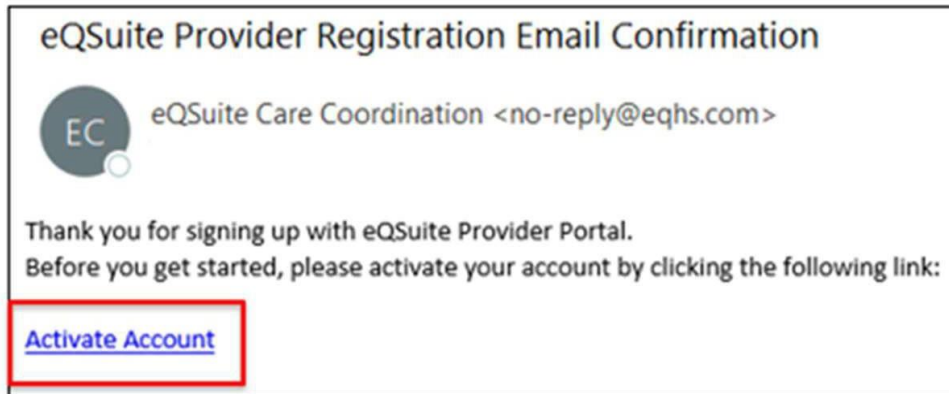 eQSuite Provider Registration Email Confirmation
EC
eQSuite Care Coordination <no-reply@eqhs.com>
Thank you for signing up with eQSuite Provider Portal.
Before you get started, please activate your account by clicking the following link:
Activate Account